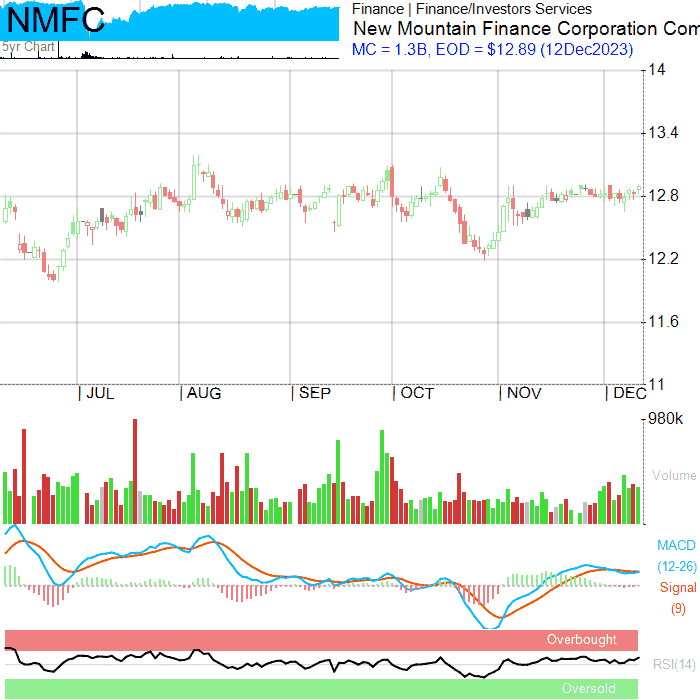 NMFC
5yr Chart
Finance | Finance/Investors Services
New Mountain Finance Corporation Com
MC = 1.3B, EOD = $12.89 (12Dec2023)
14
13.4
12.8
12.2
11.6
11
JUL
AUG
SEP
OCT
NOV
DEC
980k
Volume
MACD
(12-26)
Signal
(9)
Overbought
RSI(14)
Oversold